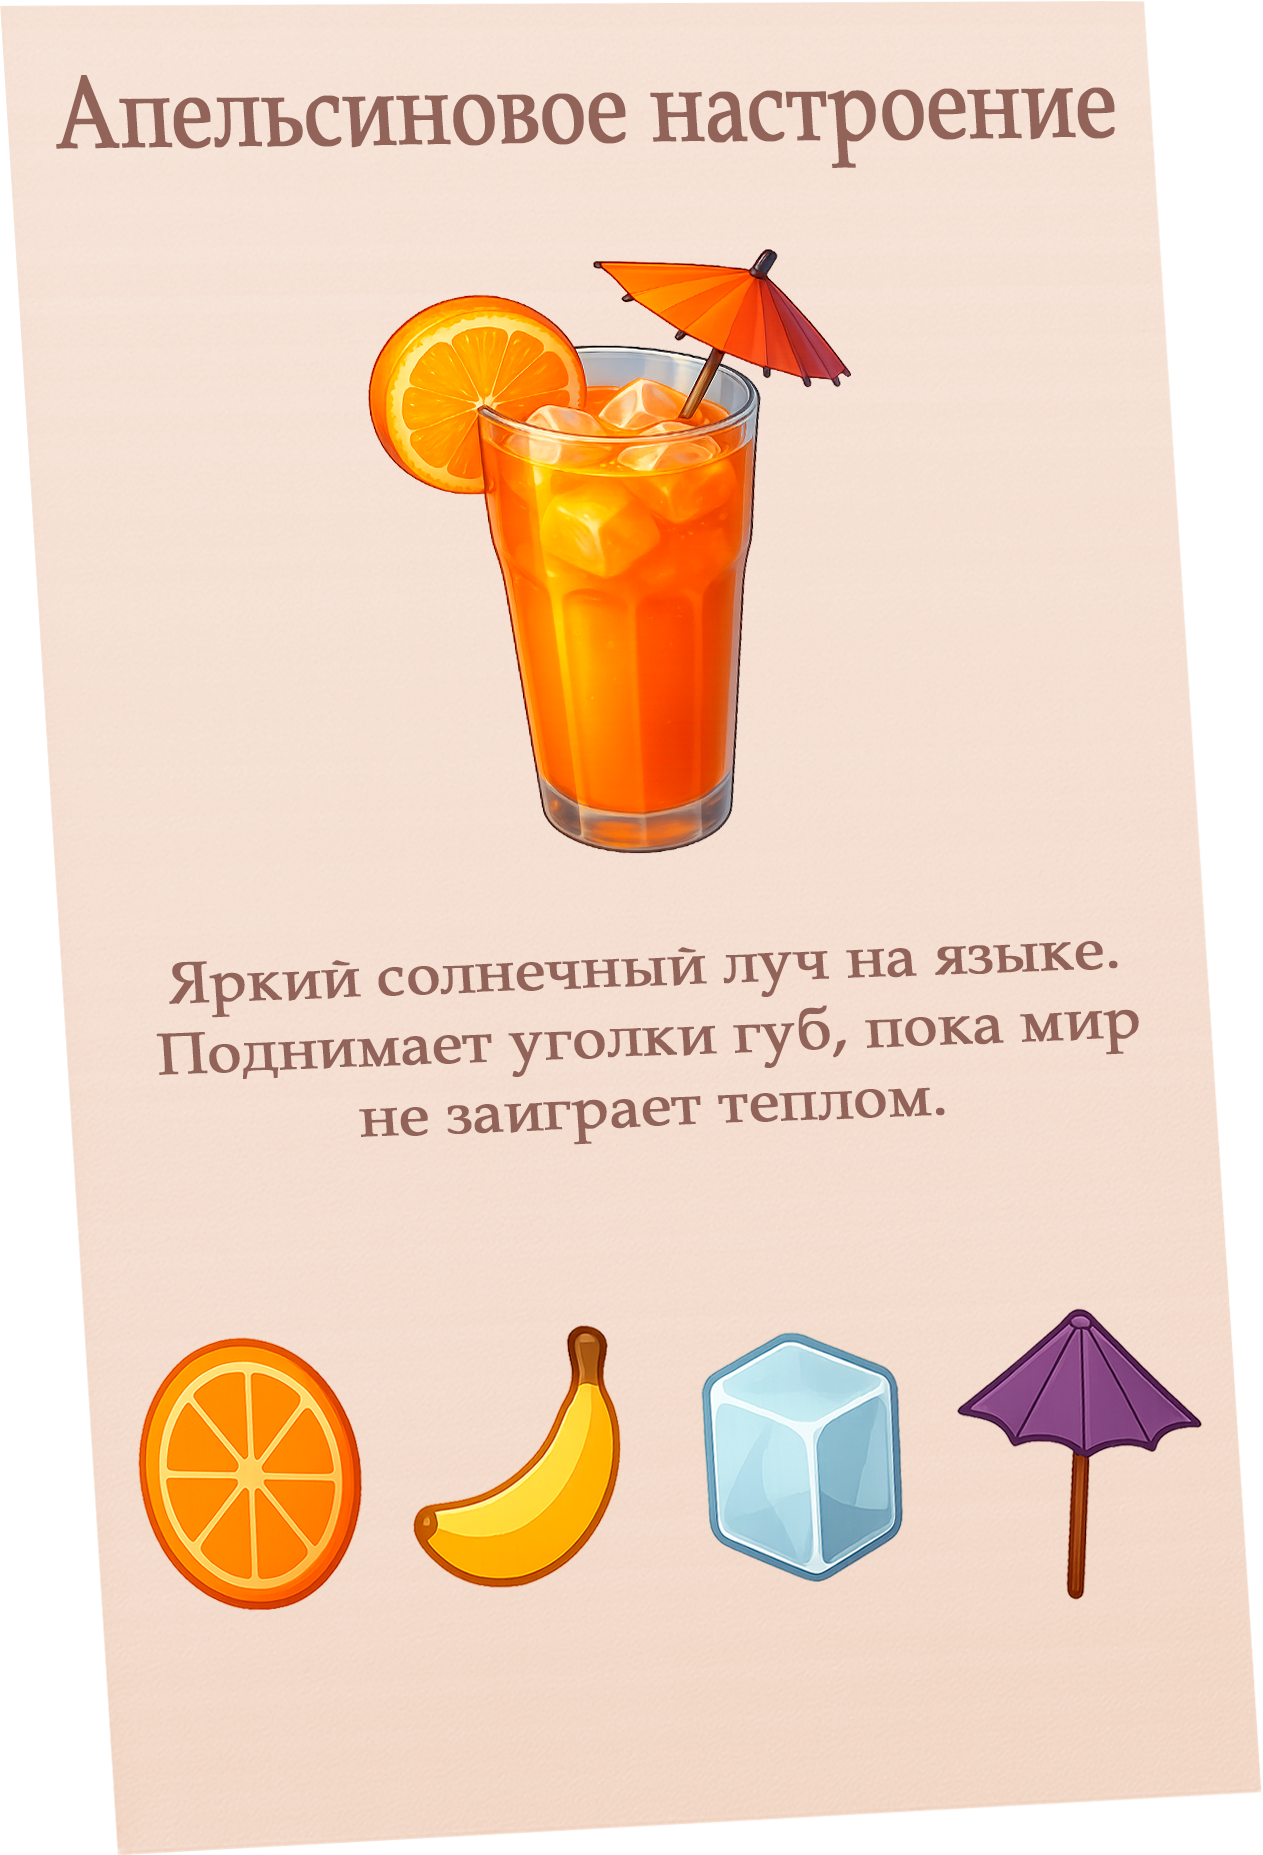 Апельсиновое настроение
Яркий солнечный луч на языке.
Поднимает уголки губ, пока мир
не заиграет теплом.